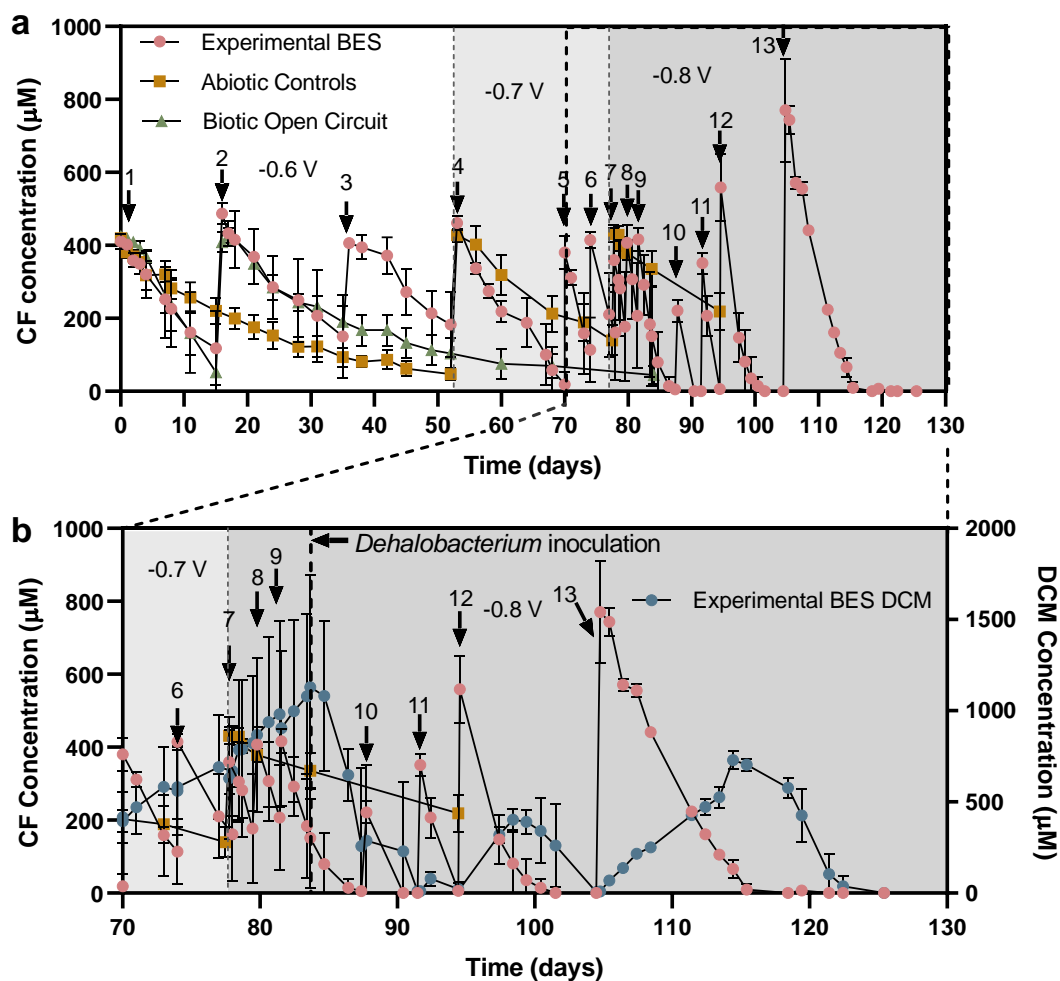 a
1000
800
600
400
200
0
CF concentration (μM)
Experimental BES
Abiotic Controls
Biotic Open Circuit
-0.6 V
-0.7 V
-0.8 V
1
2
3
4
5
6
7
8
9
10
11
12
13
0 10 20 30 40 50 60 70 80 90 100 110 120 130
Time (days)
b
1000
800
600
400
200
0
CF Concentration (μM)
-0.7 V
Dehalobacterium inoculation
-0.8 V
Experimental BES DCM
6
7
8
9
10
11
12
13
2000
1500
1000
500
0
DCM Concentration (μM)
70 80 90 100 110 120 130
Time (days)